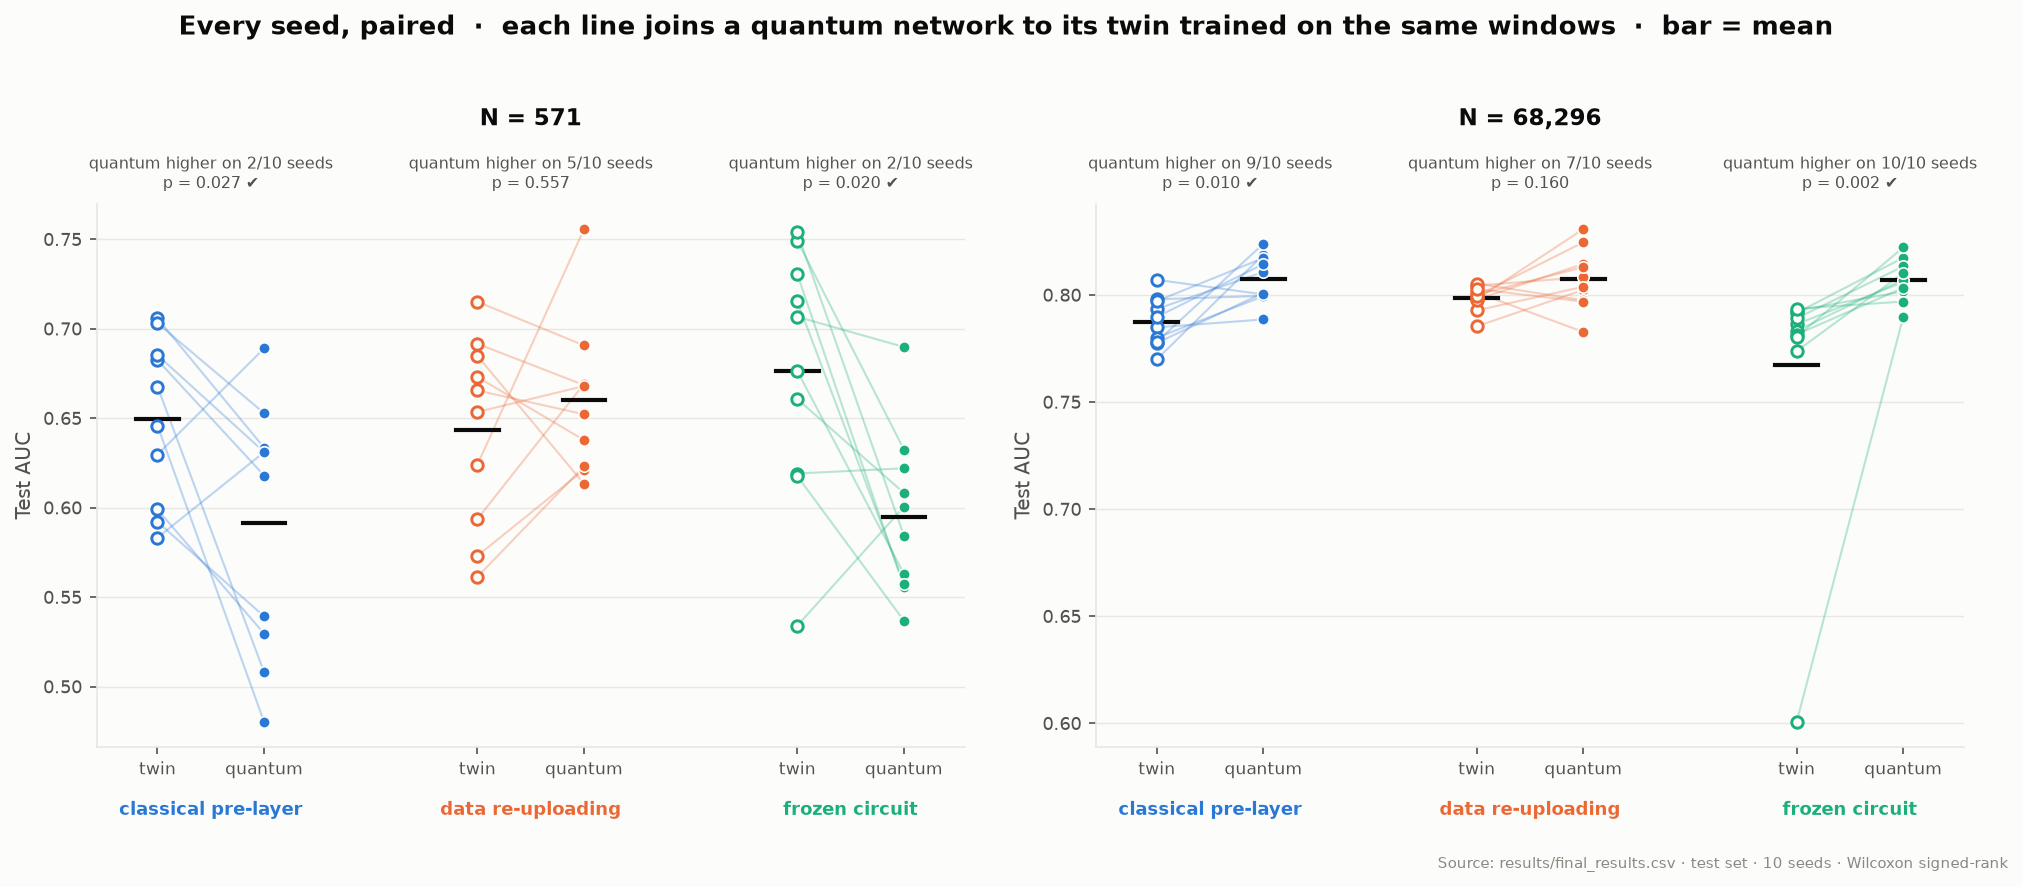 Every seed, paired · each line joins a quantum network to its twin trained on the same windows · bar = mean
N = 571
quantum higher on 2/10 seeds
p = 0.027 ✔
quantum higher on 5/10 seeds
p = 0.557
quantum higher on 2/10 seeds
p = 0.020 ✔
Test AUC
0.75
0.70
0.65
0.60
0.55
0.50
twin
quantum
twin
quantum
twin
quantum
classical pre-layer
data re-uploading
frozen circuit
N = 68,296
quantum higher on 9/10 seeds
p = 0.010 ✔
quantum higher on 7/10 seeds
p = 0.160
quantum higher on 10/10 seeds
p = 0.002 ✔
Test AUC
0.80
0.75
0.70
0.65
0.60
twin
quantum
twin
quantum
twin
quantum
classical pre-layer
data re-uploading
frozen circuit
Source: results/final_results.csv · test set · 10 seeds · Wilcoxon signed-rank